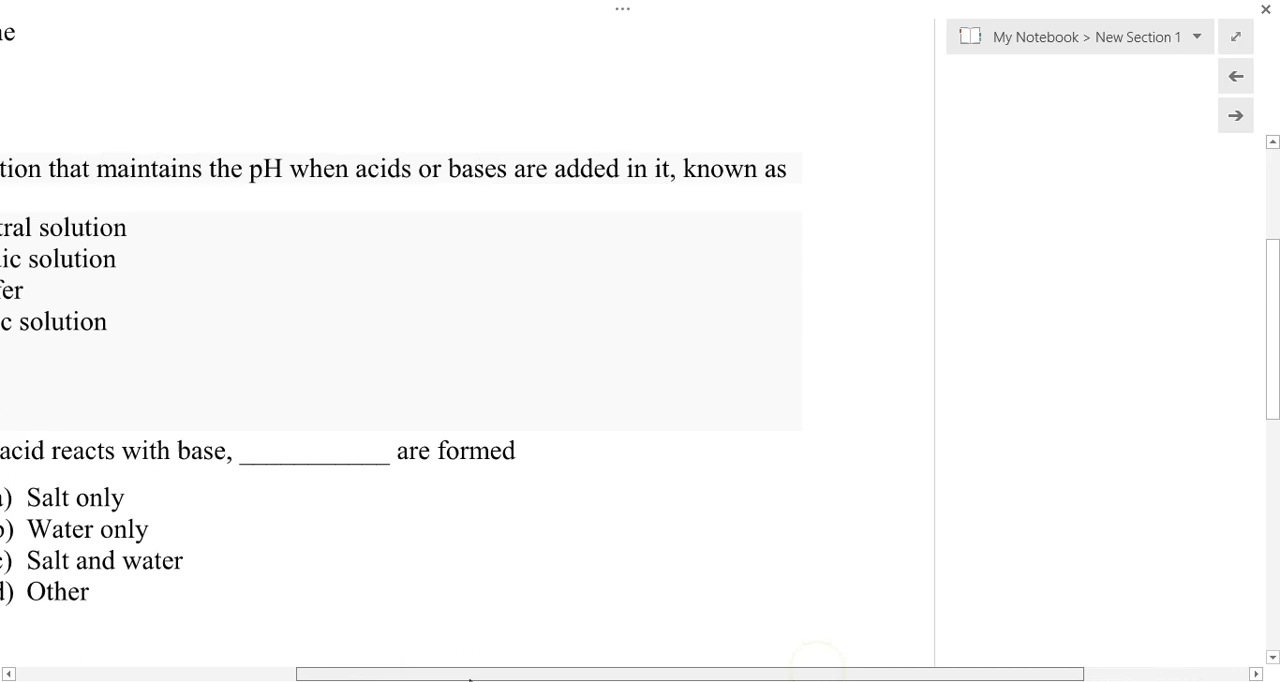 My Notebook > New Section 1
tion that maintains the pH when acids or bases are added in it, known as
tral solution
ic solution
fer
c solution
acid reacts with base, ___________ are formed
) Salt only
) Water only
) Salt and water
) Other